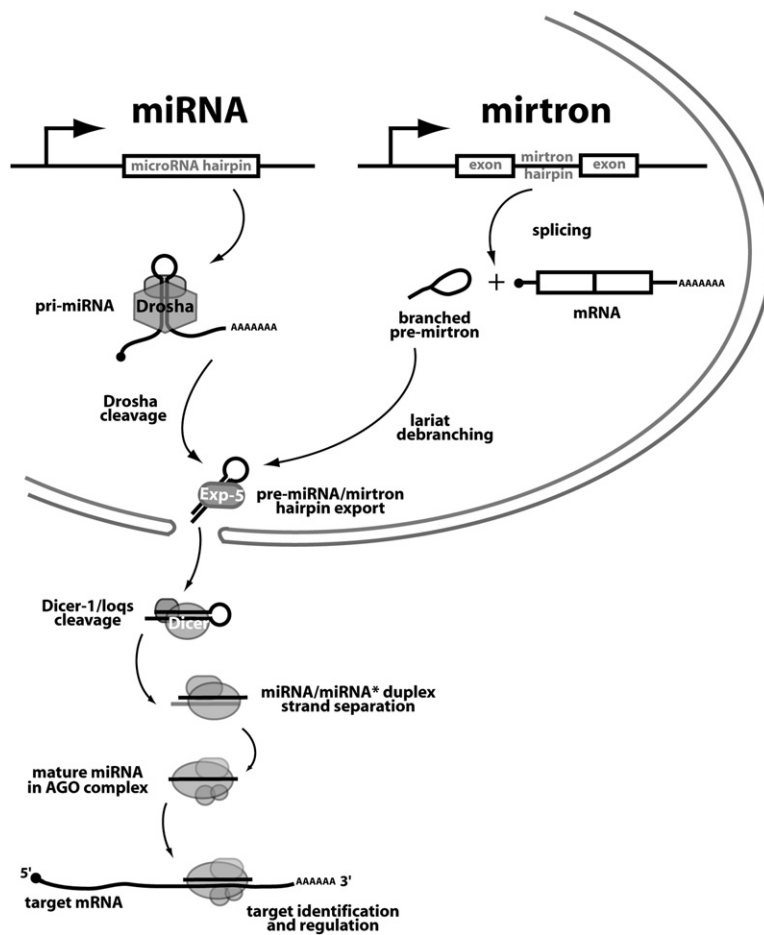 miRNA
mirtron
microRNA hairpin
exon
mirtron
hairpin
exon
splicing
pri-miRNA
Drosha
AAAAAAA
branched
pre-mirtron
+
mRNA
AAAAAAA
Drosha
cleavage
lariat
debranching
Exp-5
pre-miRNA/mirtron
hairpin export
Dicer-1/loqs
cleavage
Dicer
miRNA/miRNA* duplex
strand separation
mature miRNA
in AGO complex
5'
AAAAAA 3'
target mRNA
target identification
and regulation